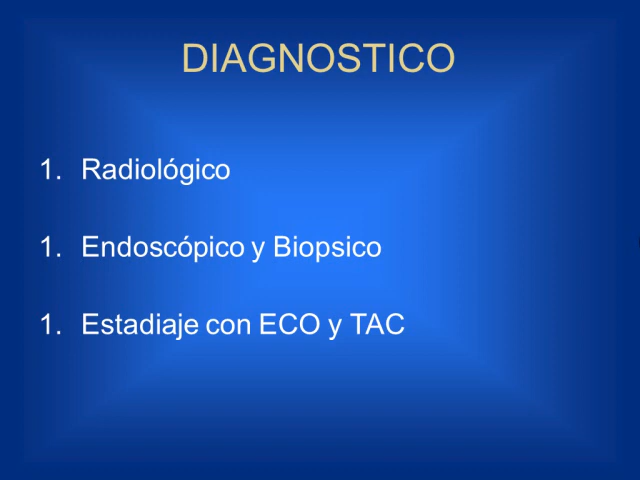 DIAGNOSTICO
1. Radiológico
1. Endoscópico y Biopsico
1. Estadiaje con ECO y TAC